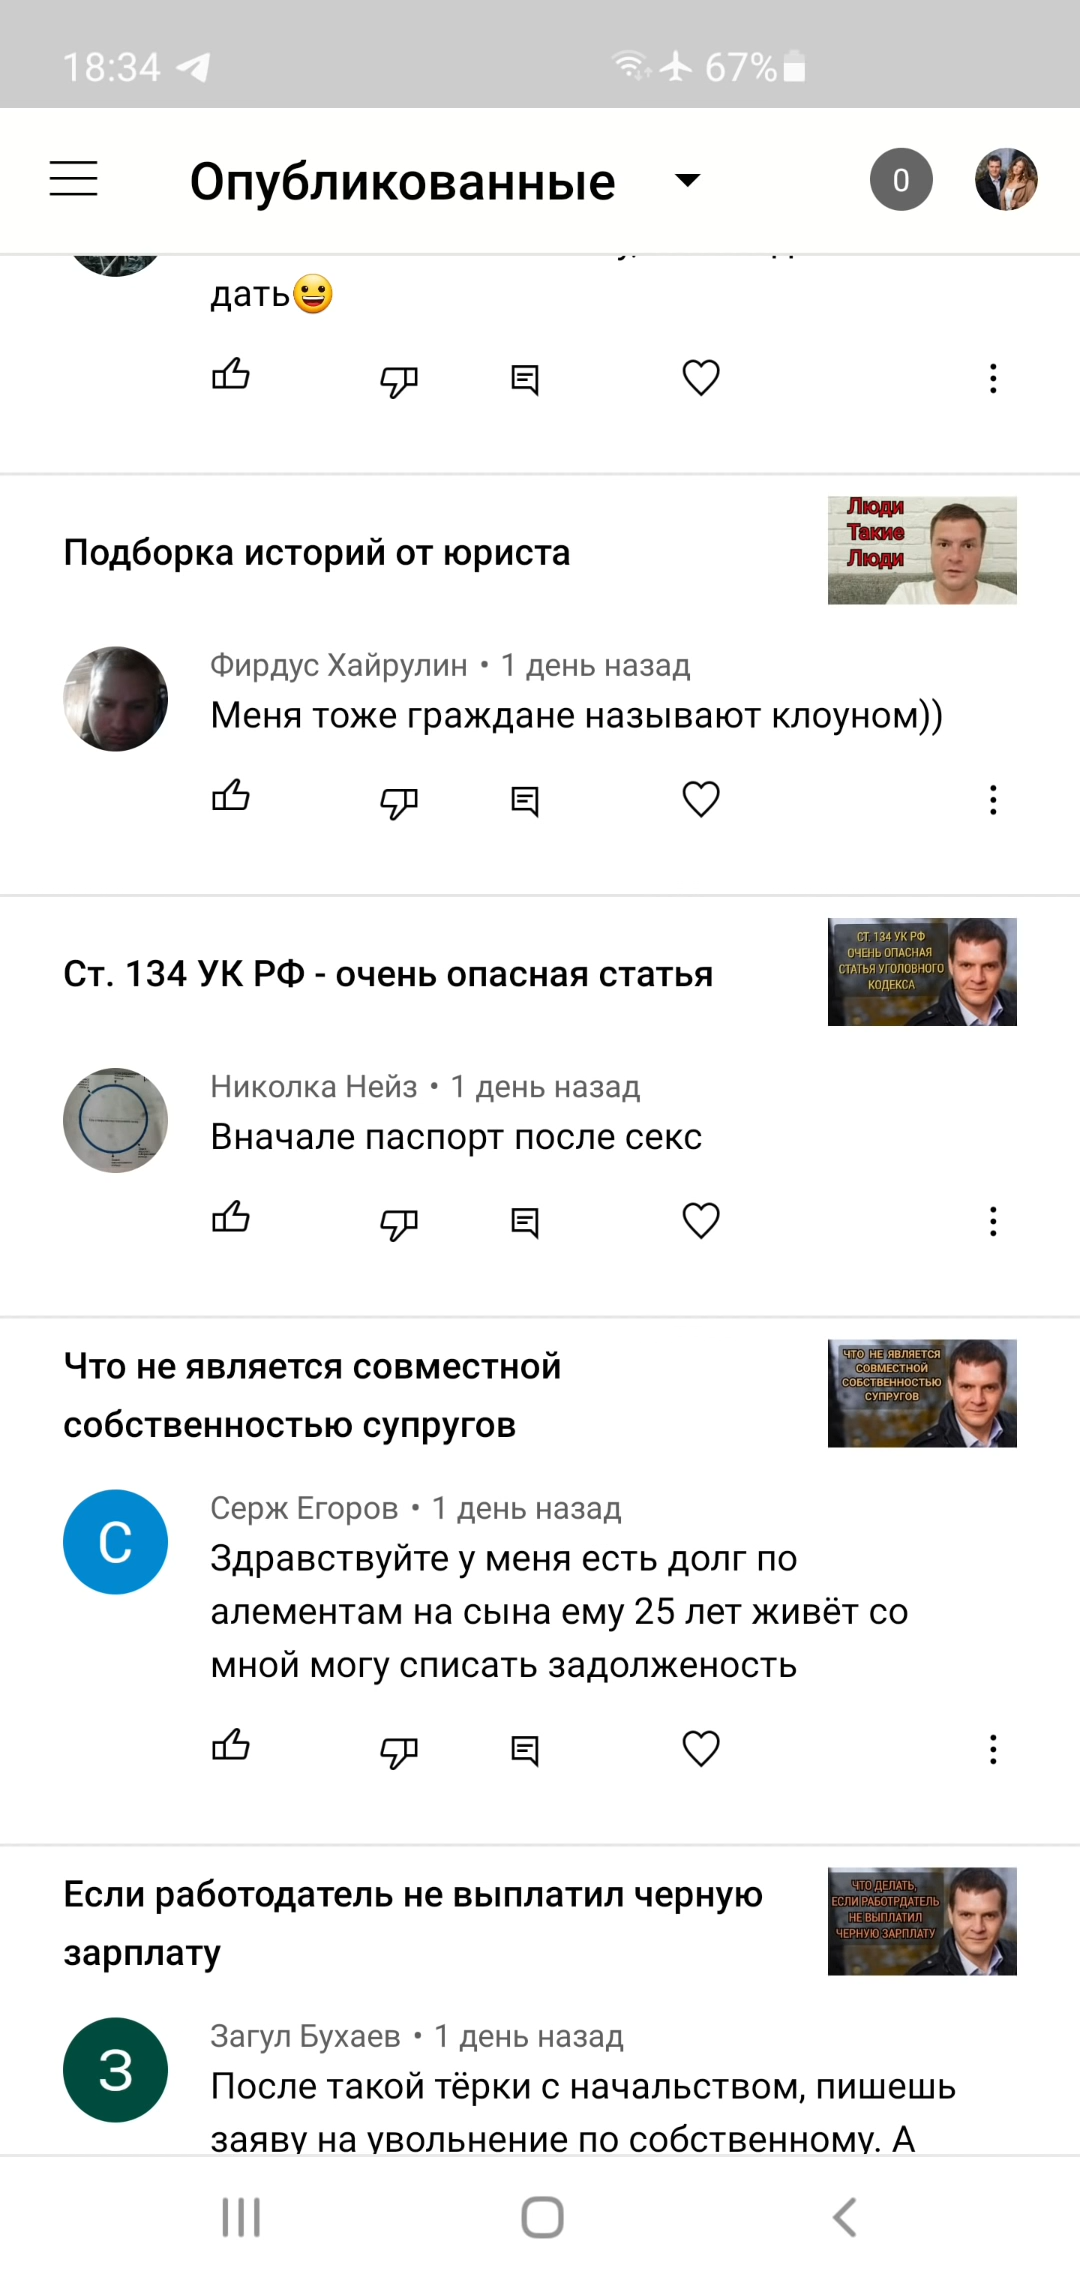 18:34
67%
Опубликованные
0
дать😀
Подборка историй от юриста
Люди
Такие
Люди
Фирдус Хайрулин • 1 день назад
Меня тоже граждане называют клоуном))
Ст. 134 УК РФ - очень опасная статья
СТ. 134 УК РФ
ОЧЕНЬ ОПАСНАЯ
СТАТЬЯ УГОЛОВНОГО
КОДЕКСА
Николка Нейз • 1 день назад
Вначале паспорт после секс
Что не является совместной
собственностью супругов
ЧТО НЕ ЯВЛЯЕТСЯ
СОВМЕСТНОЙ
СОБСТВЕННОСТЬЮ
СУПРУГОВ
С
Серж Егоров • 1 день назад
Здравствуйте у меня есть долг по
алементам на сына ему 25 лет живёт со
мной могу списать задолженость
Если работодатель не выплатил черную
зарплату
ЧТО ДЕЛАТЬ,
ЕСЛИ РАБОТРДАТЕЛЬ
НЕ ВЫПЛАТИЛ
ЧЕРНУЮ ЗАРПЛАТУ
З
Загул Бухаев • 1 день назад
После такой тёрки с начальством, пишешь
заяву на увольнение по собственному. А